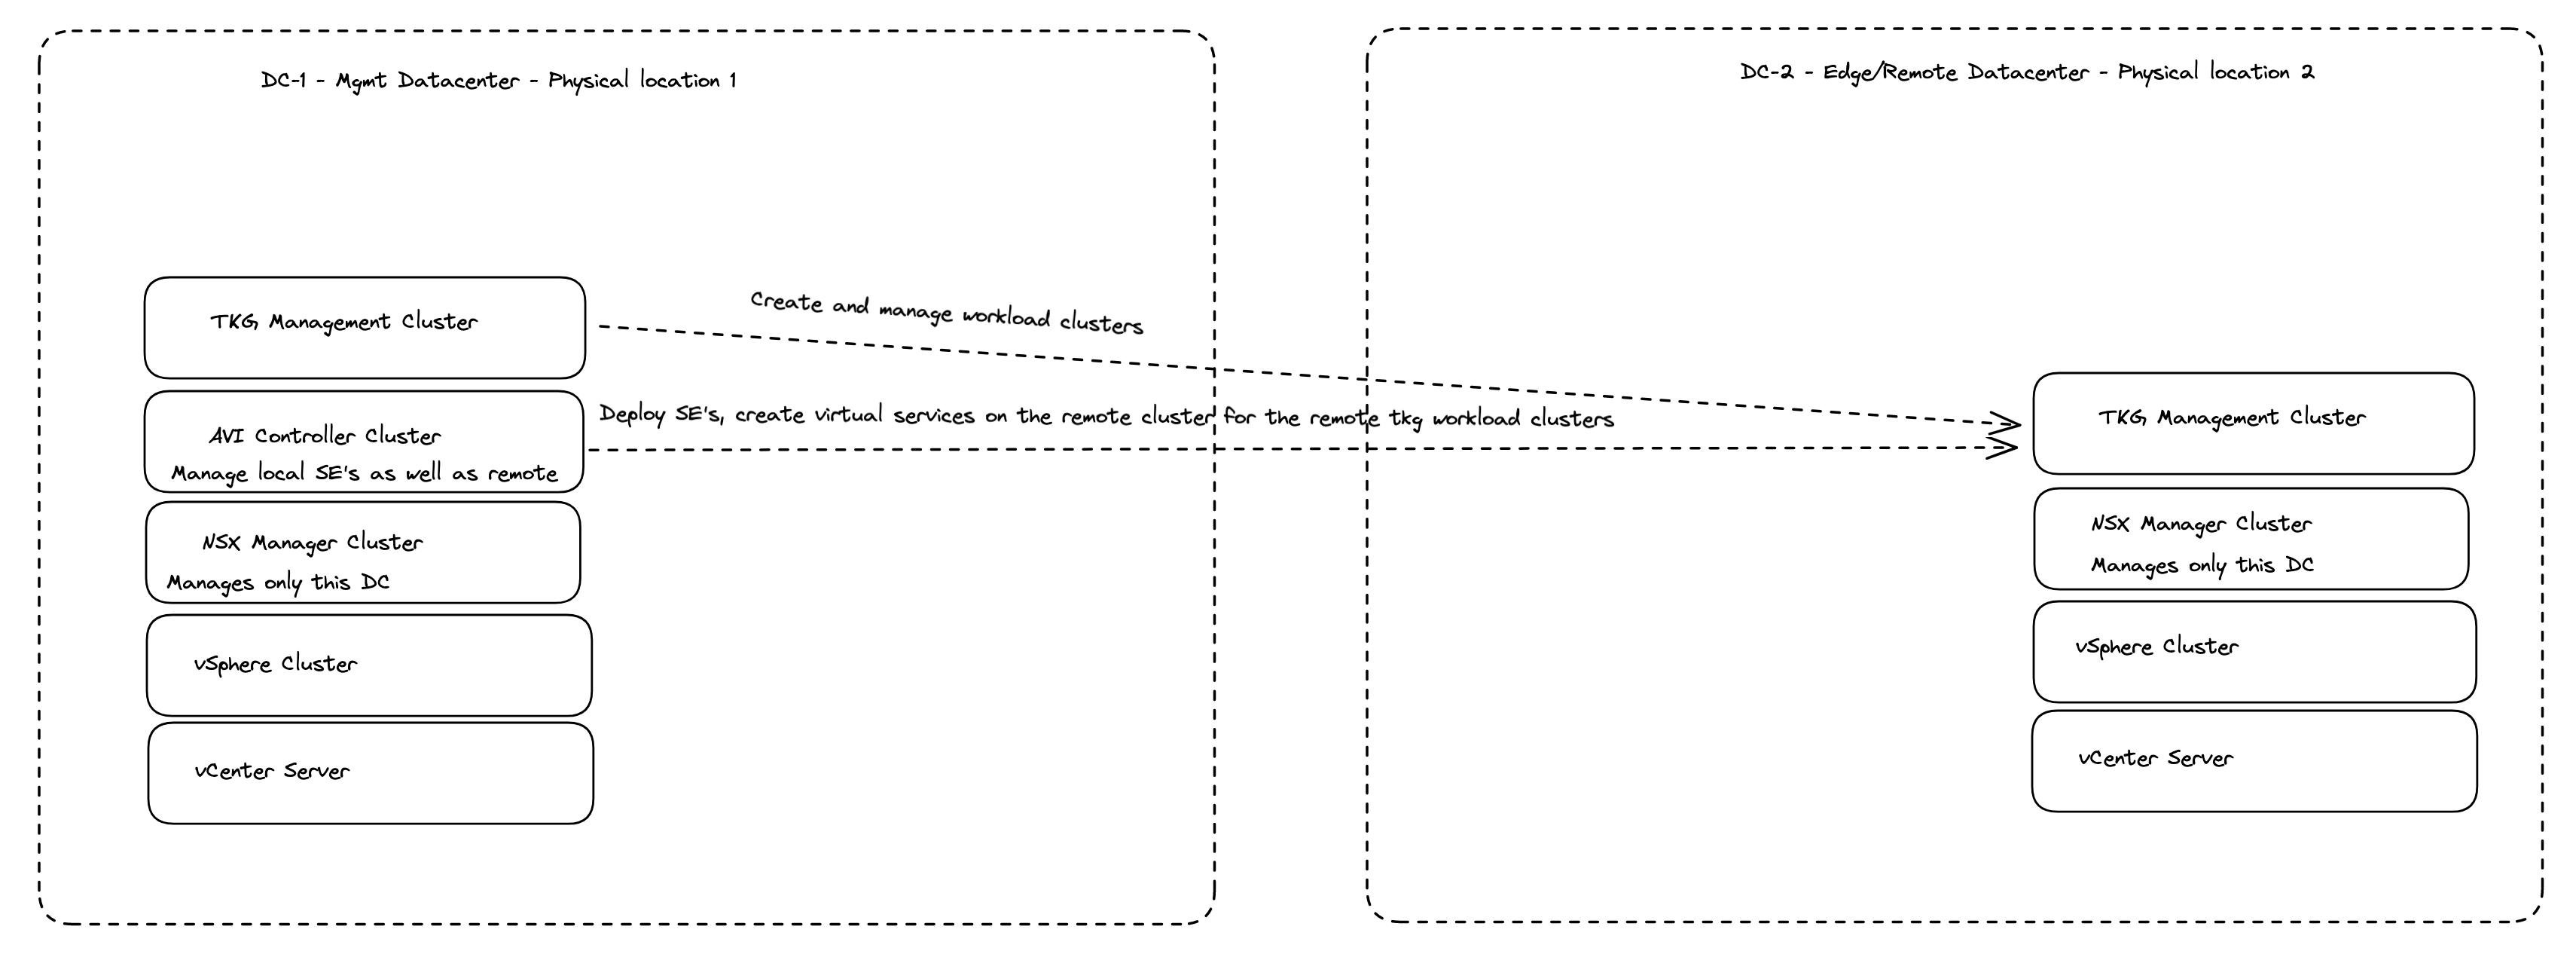 DC-1 - Mgmt Datacenter - Physical location 1
TKG Management Cluster
AVI Controller Cluster
Manage local SE's as well as remote
NSX Manager Cluster
Manages only this DC
vSphere Cluster
vCenter Server
Create and manage workload clusters
Deploy SE's, create virtual services on the remote cluster for the remote tkg workload clusters
DC-2 - Edge/Remote Datacenter - Physical location 2
TKG Management Cluster
NSX Manager Cluster
Manages only this DC
vSphere Cluster
vCenter Server